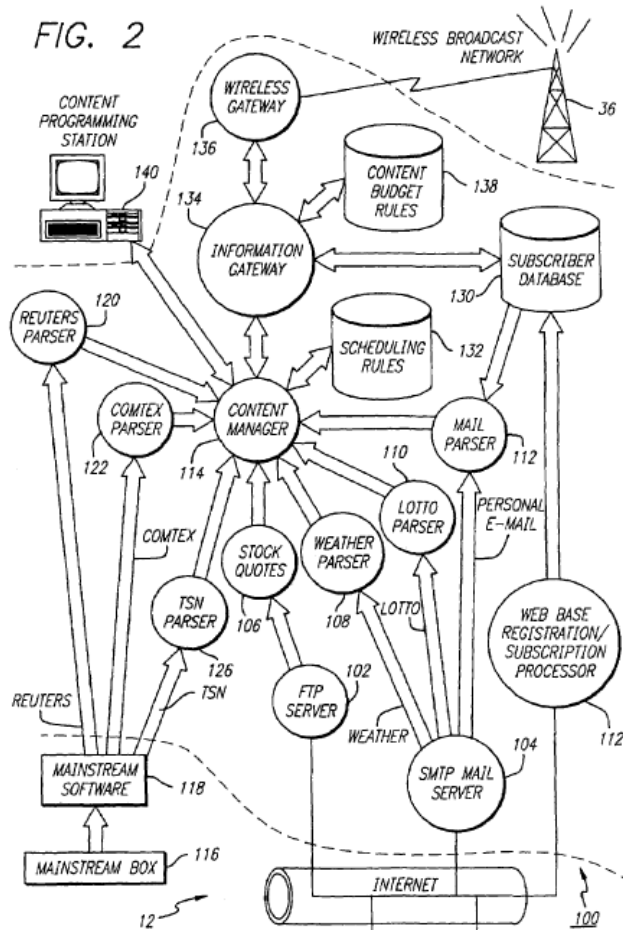 FIG. 2
WIRELESS BROADCAST
NETWORK
36
WIRELESS
GATEWAY
136
CONTENT
PROGRAMMING
STATION
140
CONTENT
BUDGET
RULES
138
134
INFORMATION
GATEWAY
SUBSCRIBER
DATABASE
130
120
REUTERS
PARSER
SCHEDULING
RULES
132
COMTEX
PARSER
122
CONTENT
MANAGER
114
MAIL
PARSER
112
110
LOTTO
PARSER
PERSONAL
E-MAIL
COMTEX
STOCK
QUOTES
106
WEATHER
PARSER
108
LOTTO
TSN
PARSER
126
WEB BASE
REGISTRATION/
SUBSCRIPTION
PROCESSOR
112
102
FTP
SERVER
REUTERS
TSN
WEATHER
104
SMTP MAIL
SERVER
MAINSTREAM
SOFTWARE
118
MAINSTREAM BOX
116
INTERNET
12
100